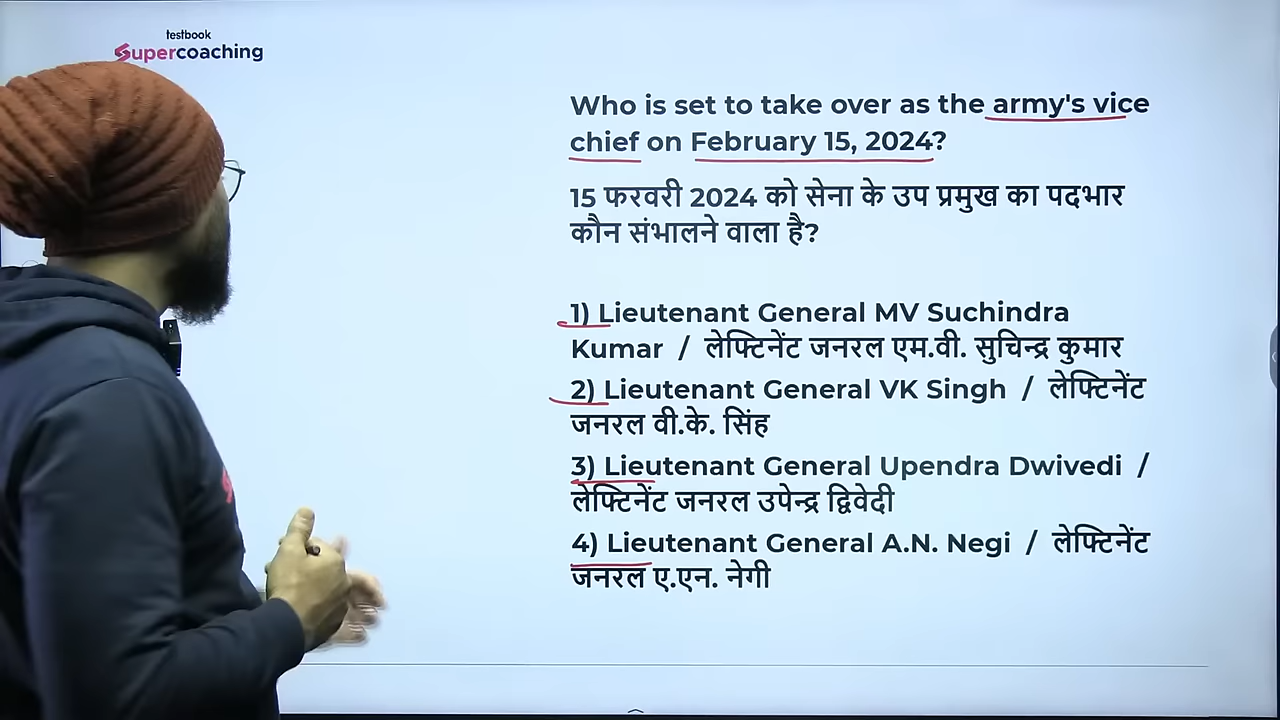 testbook
Supercoaching
Who is set to take over as the army's vice
chief on February 15, 2024?
15 फरवरी 2024 को सेना के उप प्रमुख का पदभार
कौन संभालने वाला है?
1) Lieutenant General MV Suchindra
Kumar / लेफ्टिनेंट जनरल एम.वी. सुचिन्द्र कुमार
2) Lieutenant General VK Singh / लेफ्टिनेंट
जनरल वी.के. सिंह
3) Lieutenant General Upendra Dwivedi /
लेफ्टिनेंट जनरल उपेन्द्र द्विवेदी
4) Lieutenant General A.N. Negi / लेफ्टिनेंट
जनरल ए.एन. नेगी